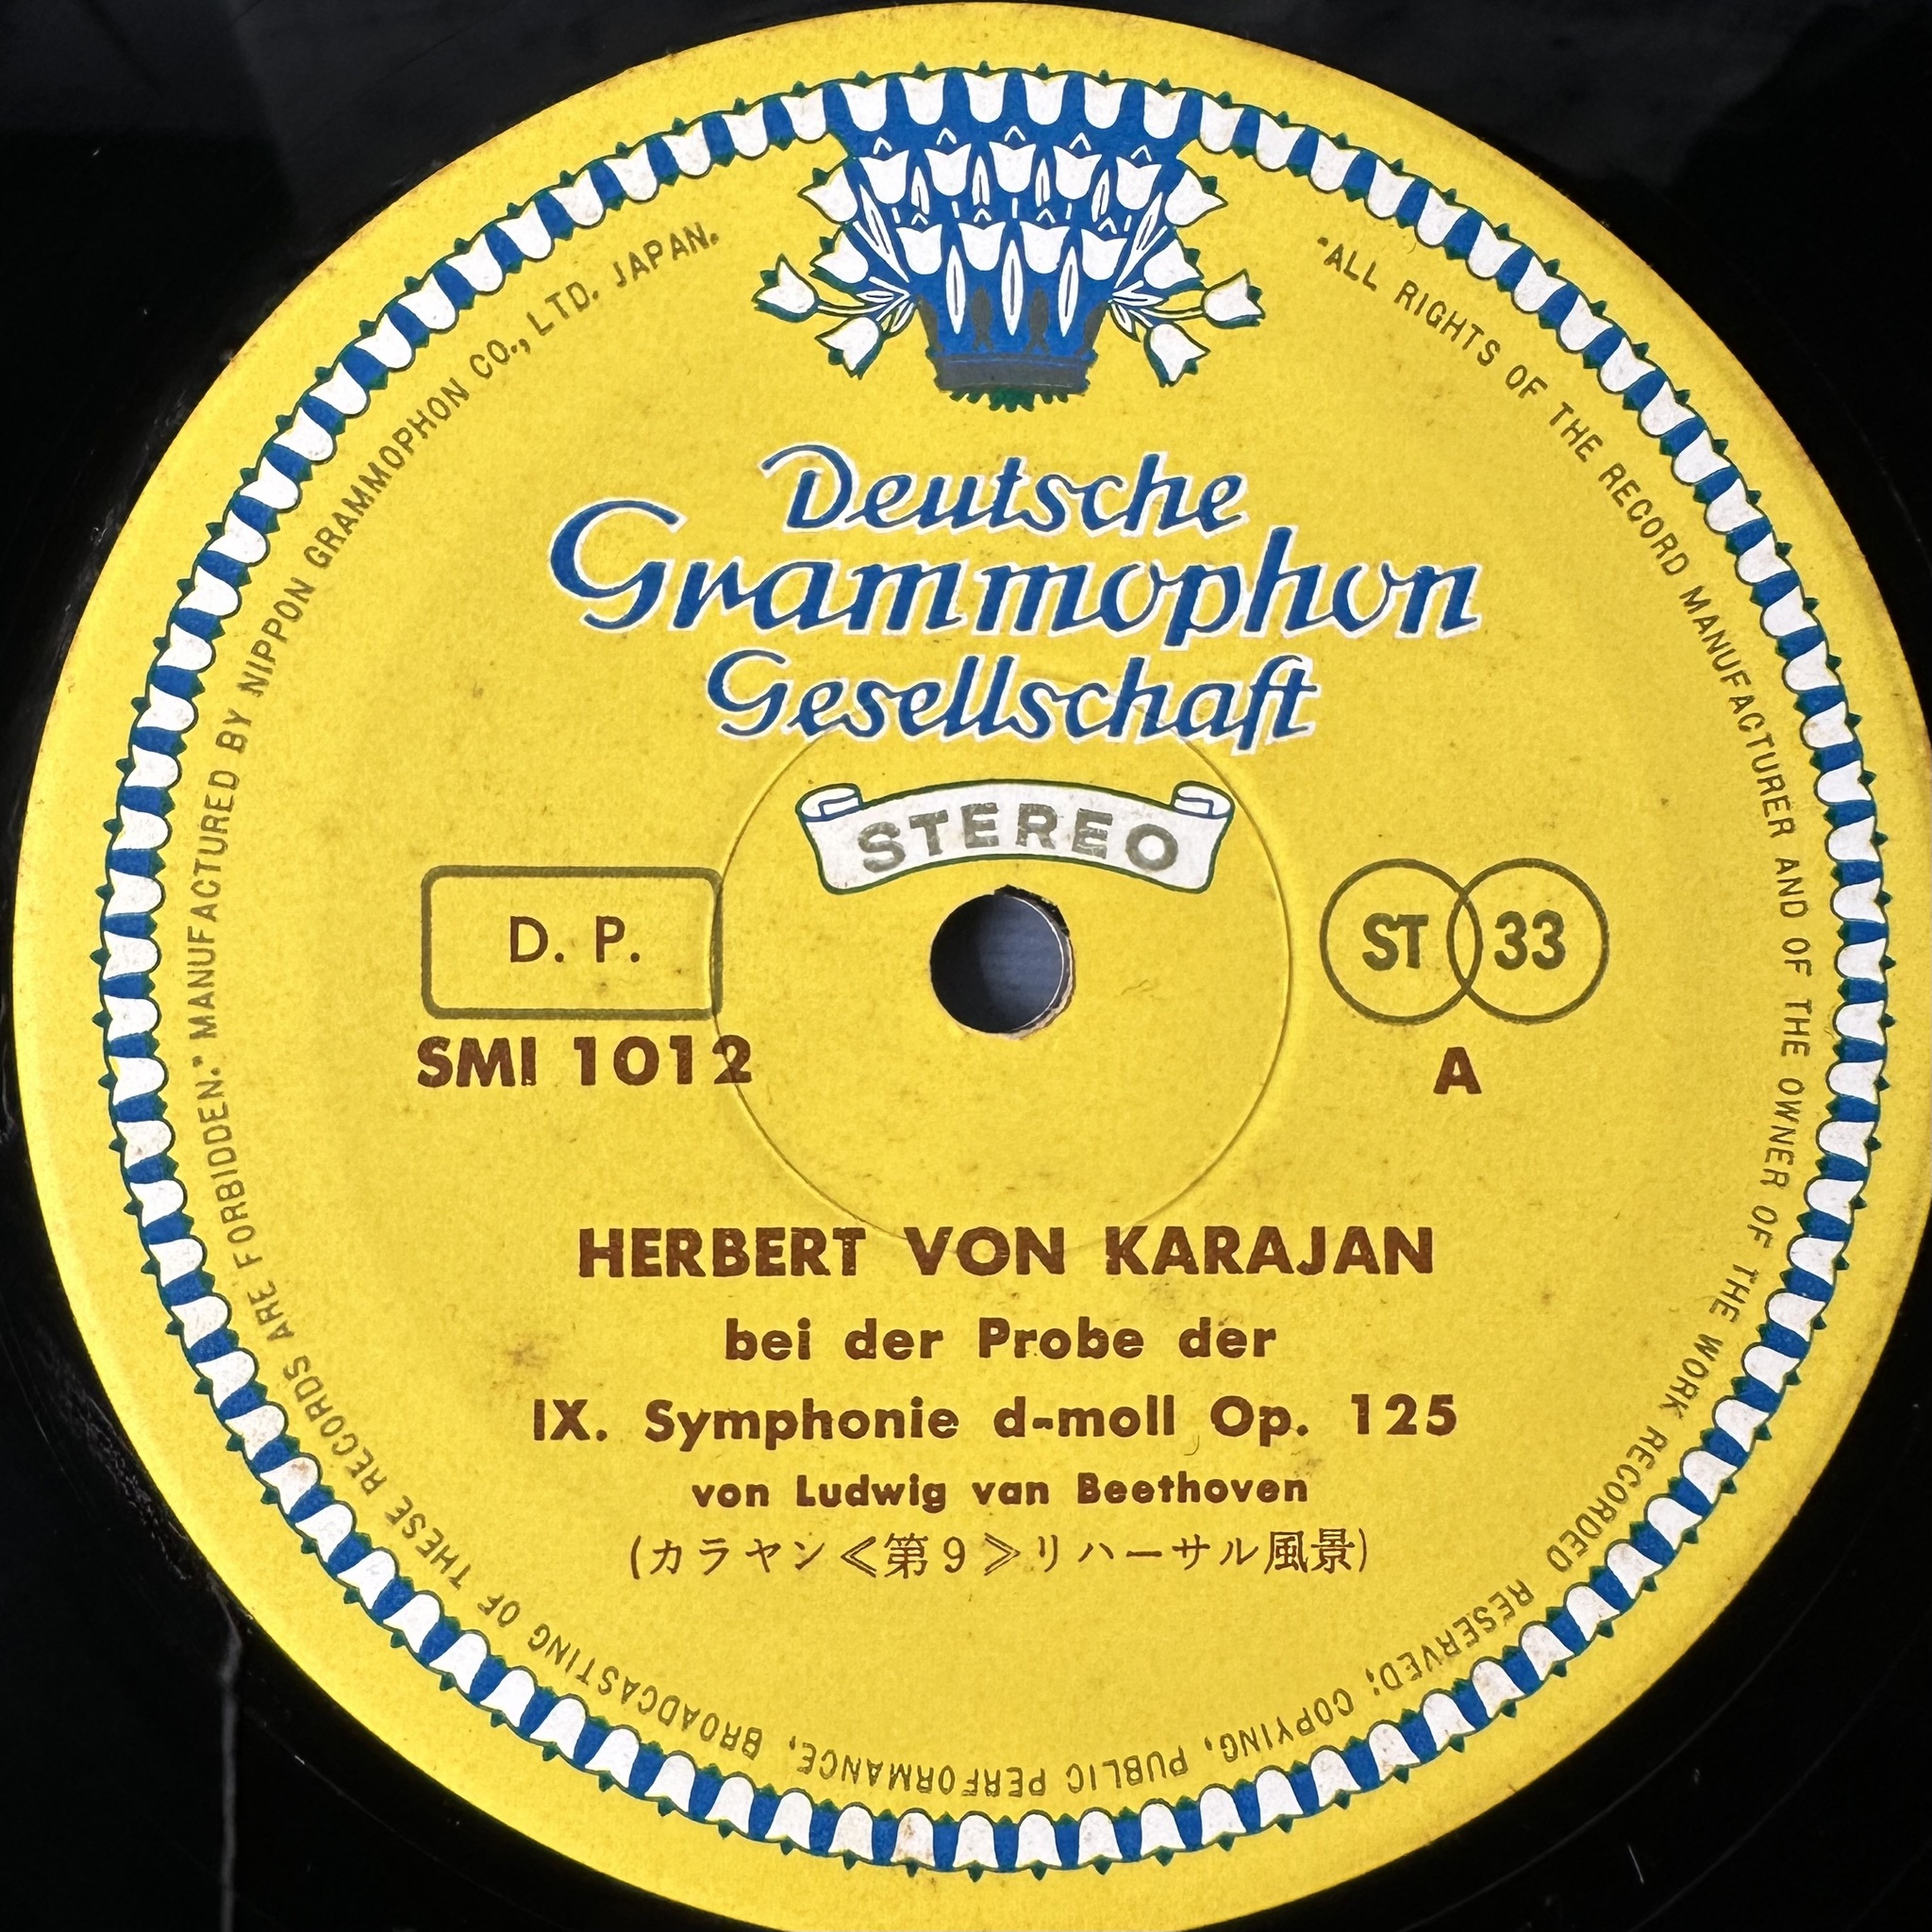 Deutsche
Grammophon
Gesellschaft
STEREO
D. P.
ST 33
SMI 1012
A
HERBERT VON KARAJAN
bei der Probe der
IX. Symphonie d-moll Op. 125
von Ludwig van Beethoven
(カラヤン≪第9≫リハーサル風景)
"ALL RIGHTS OF THE RECORD MANUFACTURER AND OF THE OWNER OF THE WORK RECORDED RESERVED; COPYING, PUBLIC PERFORMANCE, BROADCASTING OF THESE RECORDS ARE FORBIDDEN." MANUFACTURED BY NIPPON GRAMMOPHON CO., LTD. JAPAN.